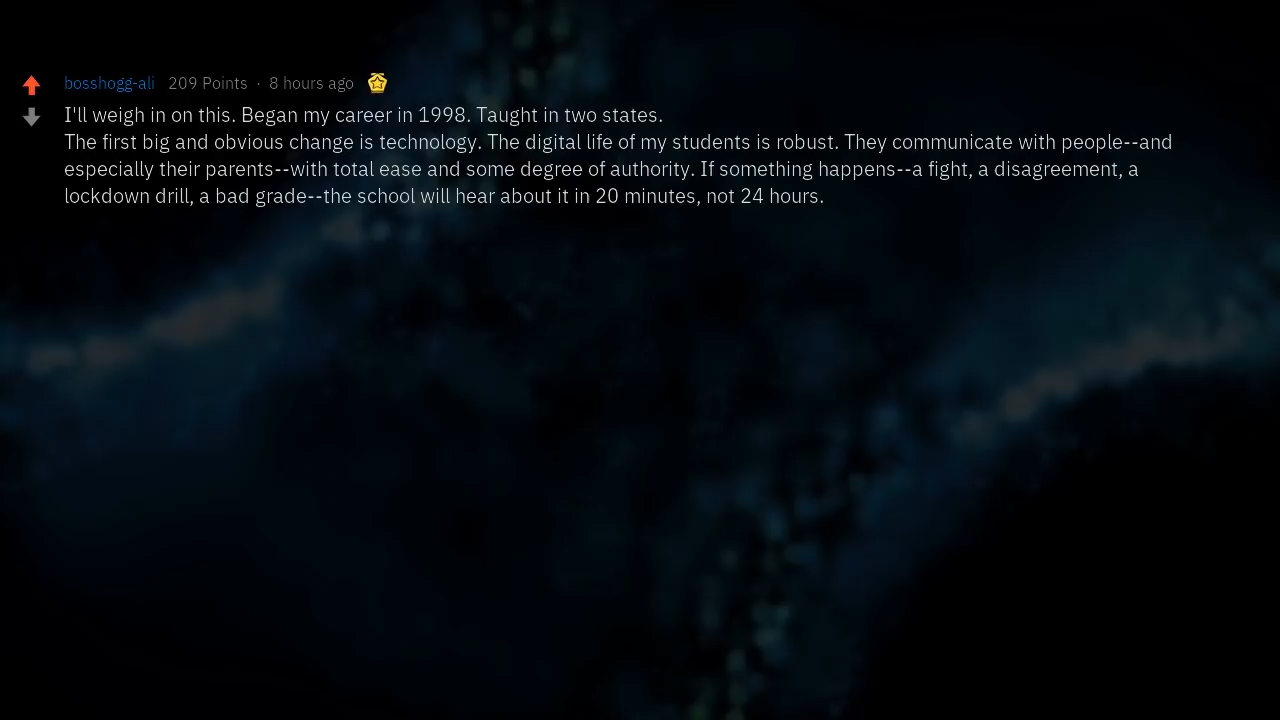 bosshogg-ali 209 Points · 8 hours ago
I'll weigh in on this. Began my career in 1998. Taught in two states.
The first big and obvious change is technology. The digital life of my students is robust. They communicate with people--and
especially their parents--with total ease and some degree of authority. If something happens--a fight, a disagreement, a
lockdown drill, a bad grade--the school will hear about it in 20 minutes, not 24 hours.